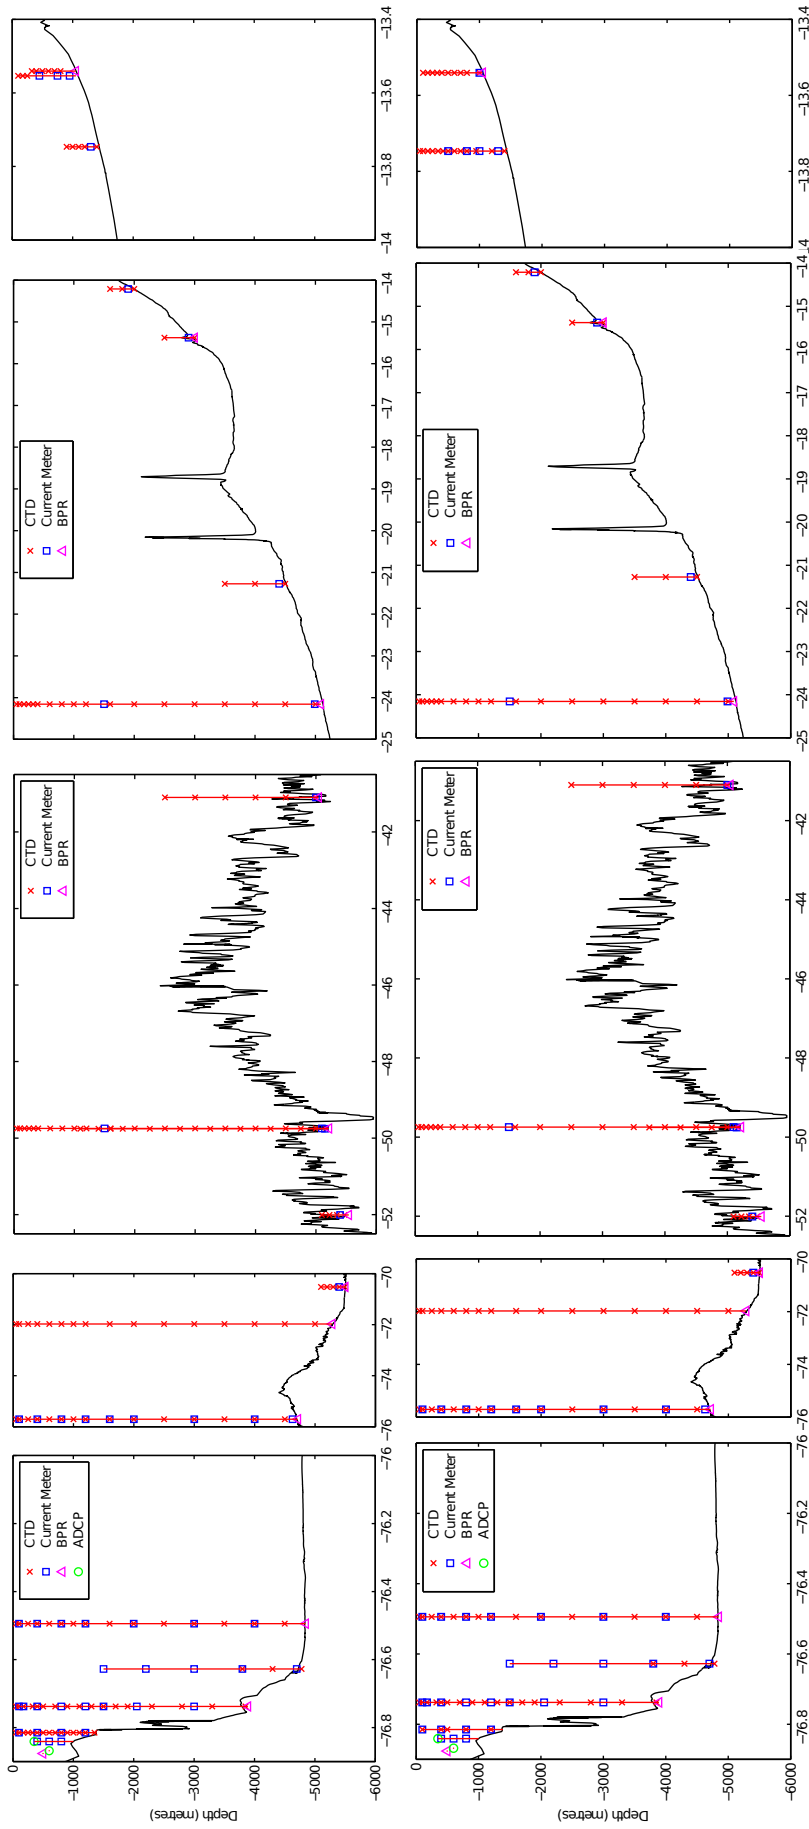 Depth (metres)
0
−1000
−2000
−3000
−4000
−5000
−6000
CTD
Current Meter
BPR
ADCP
CTD
Current Meter
BPR
CTD
Current Meter
BPR
−76.8 −76.6 −76.4 −76.2 −76
−76 −74 −72 −70
−52 −50 −48 −46 −44 −42
−25 −24 −23 −22 −21 −20 −19 −18 −17 −16 −15 −14
−14 −13.8 −13.6 −13.4
Depth (metres)
0
−1000
−2000
−3000
−4000
−5000
−6000
CTD
Current Meter
BPR
ADCP
CTD
Current Meter
BPR
CTD
Current Meter
BPR
−76.8 −76.6 −76.4 −76.2 −76
−76 −74 −72 −70
−52 −50 −48 −46 −44 −42
−25 −24 −23 −22 −21 −20 −19 −18 −17 −16 −15 −14
−14 −13.8 −13.6 −13.4